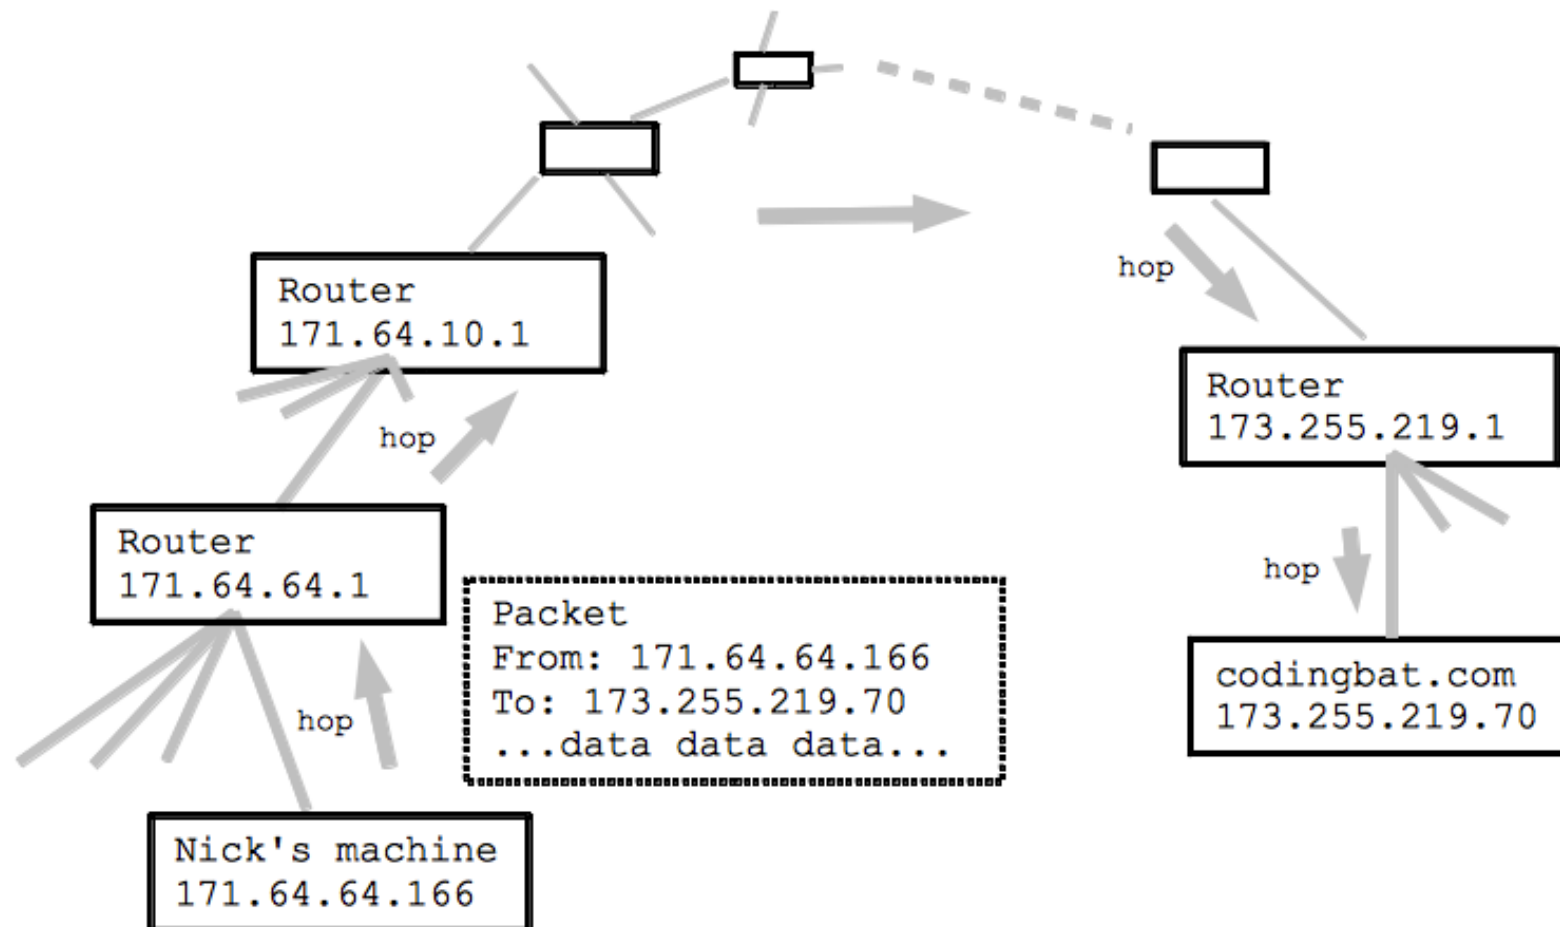 Router
171.64.10.1
hop
Router
171.64.64.1
hop
Nick's machine
171.64.64.166
Packet
From: 171.64.64.166
To: 173.255.219.70
...data data data...
hop
Router
173.255.219.1
hop
codingbat.com
173.255.219.70